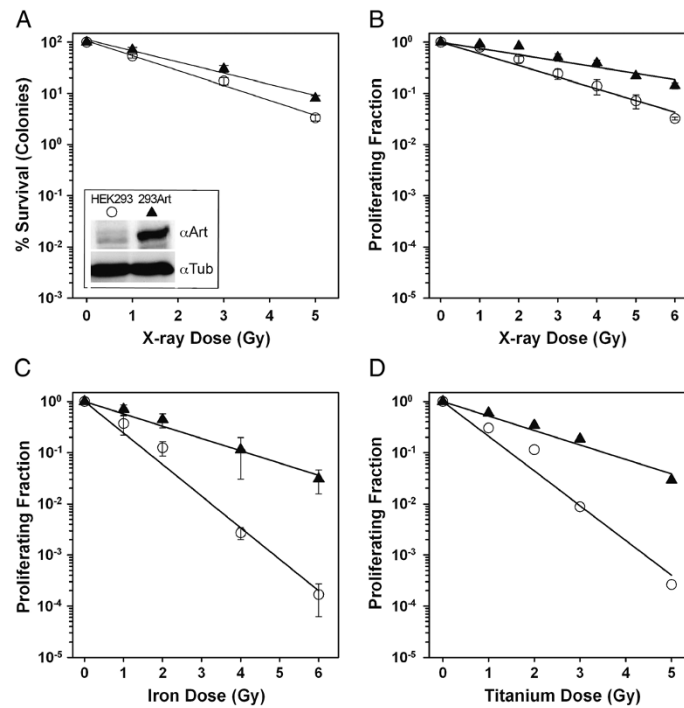 A
% Survival (Colonies)
10²
10¹
10⁰
10⁻¹
10⁻²
10⁻³
HEK293 293Art
αArt
αTub
0 1 2 3 4 5
X-ray Dose (Gy)
B
Proliferating Fraction
10⁰
10⁻¹
10⁻²
10⁻³
10⁻⁴
10⁻⁵
0 1 2 3 4 5 6
X-ray Dose (Gy)
C
Proliferating Fraction
10⁰
10⁻¹
10⁻²
10⁻³
10⁻⁴
10⁻⁵
0 1 2 3 4 5 6
Iron Dose (Gy)
D
Proliferating Fraction
10⁰
10⁻¹
10⁻²
10⁻³
10⁻⁴
10⁻⁵
0 1 2 3 4 5
Titanium Dose (Gy)